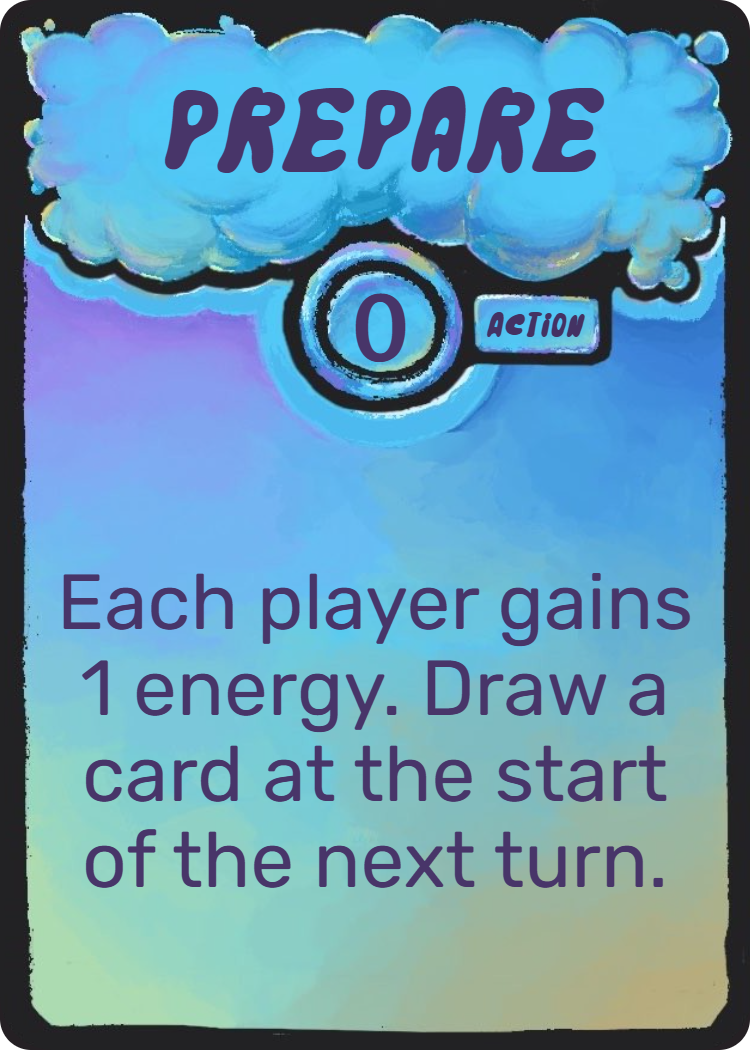 PREPARE
0
ACTION
Each player gains
1 energy. Draw a
card at the start
of the next turn.